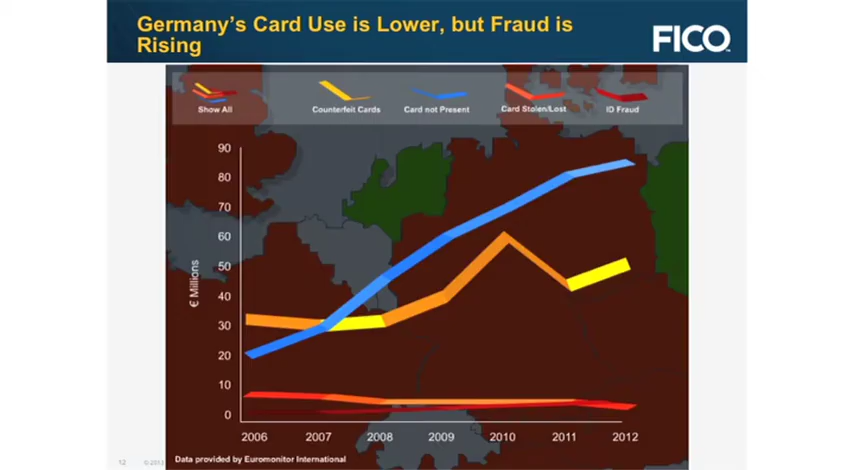 Germany's Card Use is Lower, but Fraud is
Rising
FICO
Show All
Counterfeit Cards
Card not Present
Card Stolen/Lost
ID Fraud
90
80
70
60
50
40
30
20
10
0
€ Millions
2006 2007 2008 2009 2010 2011 2012
12 © 2013
Data provided by Euromonitor International